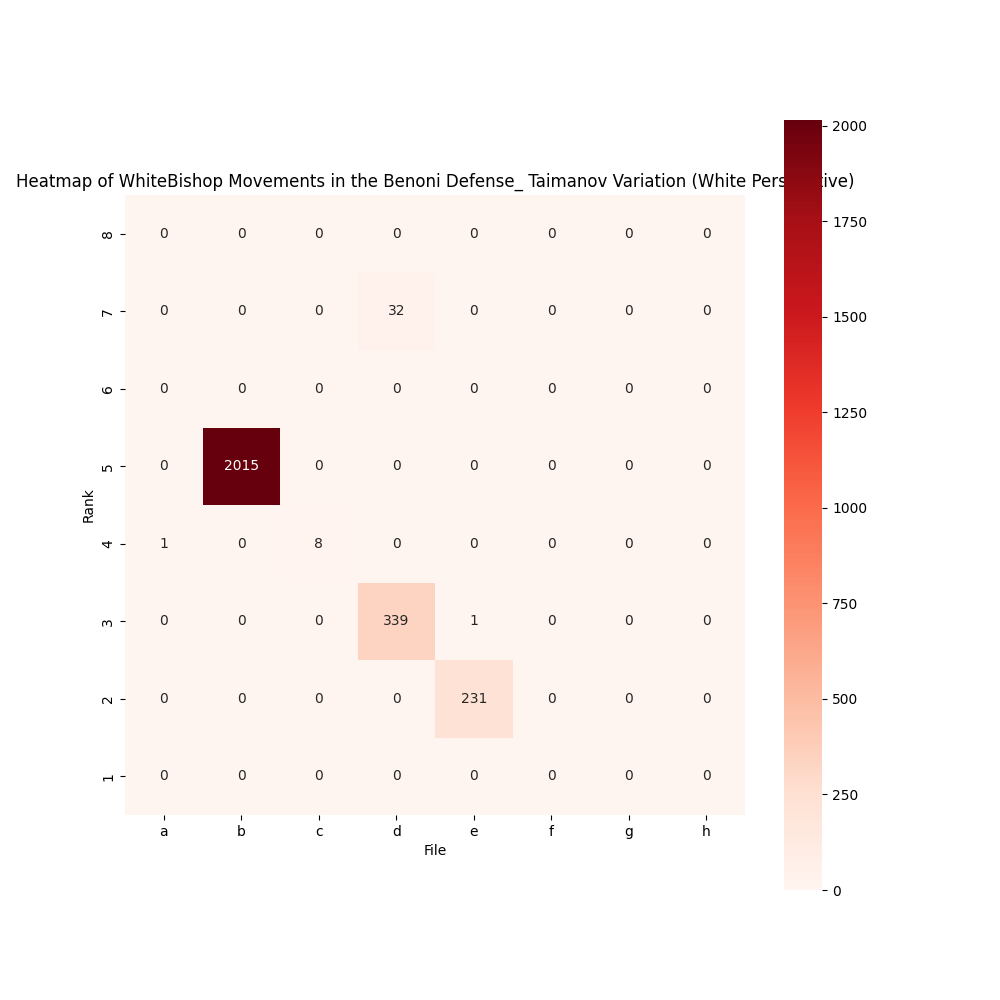 Heatmap of WhiteBishop Movements in the Benoni Defense_ Taimanov Variation (White Perspective)
8 0 0 0 0 0 0 0 0
7 0 0 0 32 0 0 0 0
6 0 0 0 0 0 0 0 0
5 0 2015 0 0 0 0 0 0
4 1 0 8 0 0 0 0 0
3 0 0 0 339 1 0 0 0
2 0 0 0 0 231 0 0 0
1 0 0 0 0 0 0 0 0
Rank
a b c d e f g h
File
2000
1750
1500
1250
1000
750
500
250
0